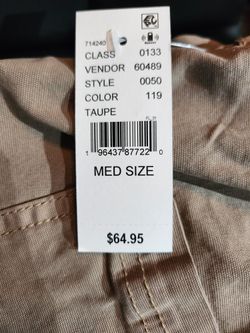 714240
CLASS 0133
VENDOR 60489
STYLE 0050
COLOR 119
TAUPE
1 96437 87722 0
MED SIZE
$64.95